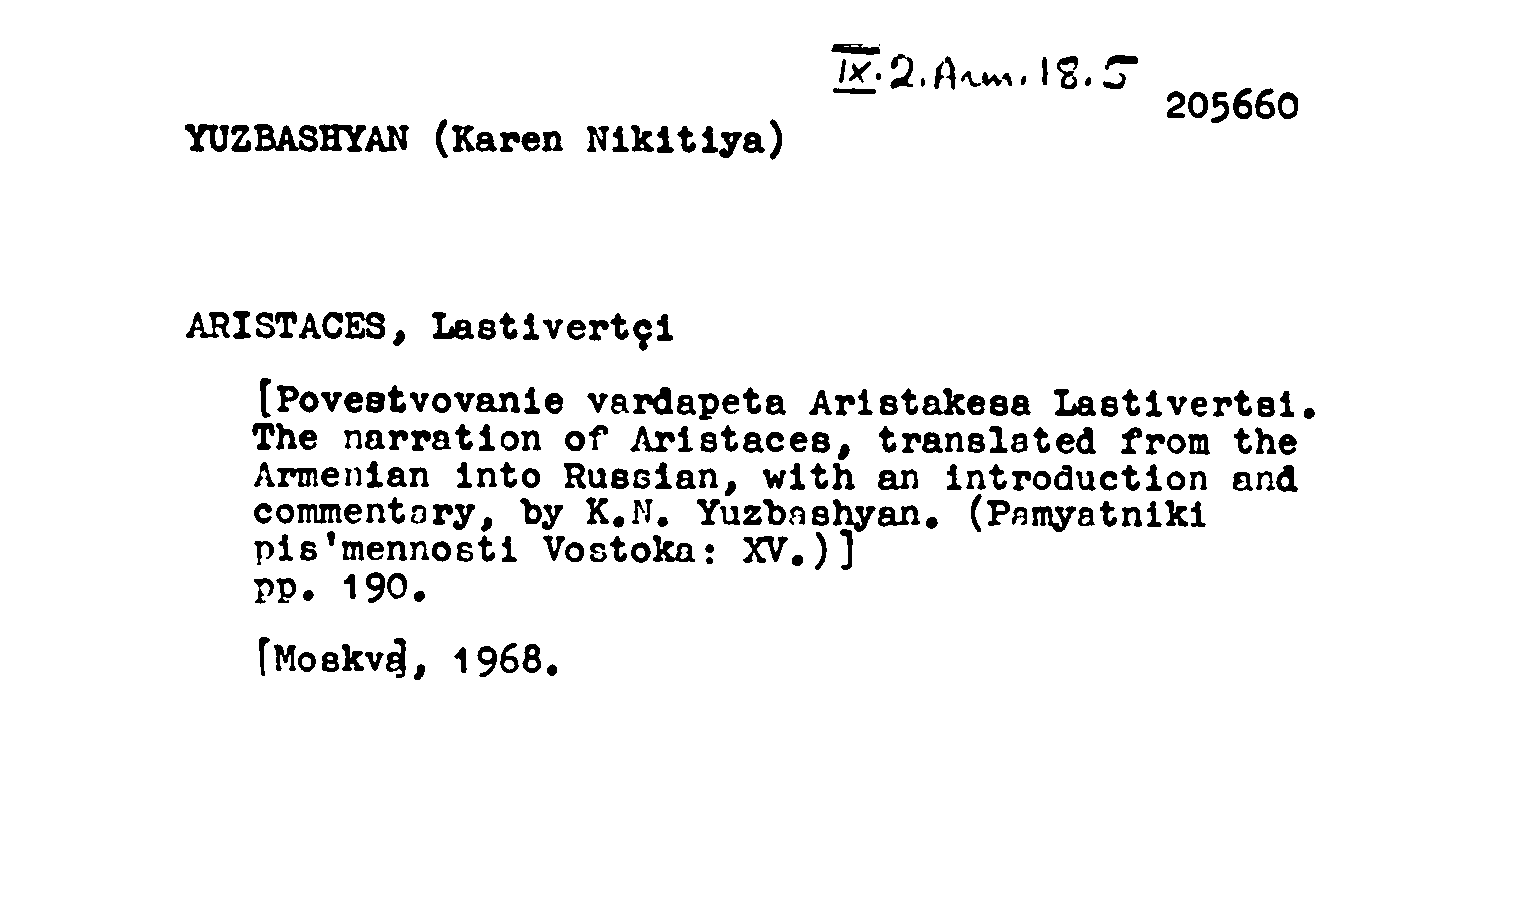 IX.2.Arm.18.5
205660
YUZBASHYAN (Karen Nikitiya)
ARISTACES, Lastivertçi
[Povestvovanie vardapeta Aristakesa Lastivertsi.
The narration of Aristaces, translated from the
Armenian into Russian, with an introduction and
commentary, by K.N. Yuzbashyan. (Pamyatniki
pis'mennosti Vostoka: XV.)]
pp. 190.
[Moskva], 1968.